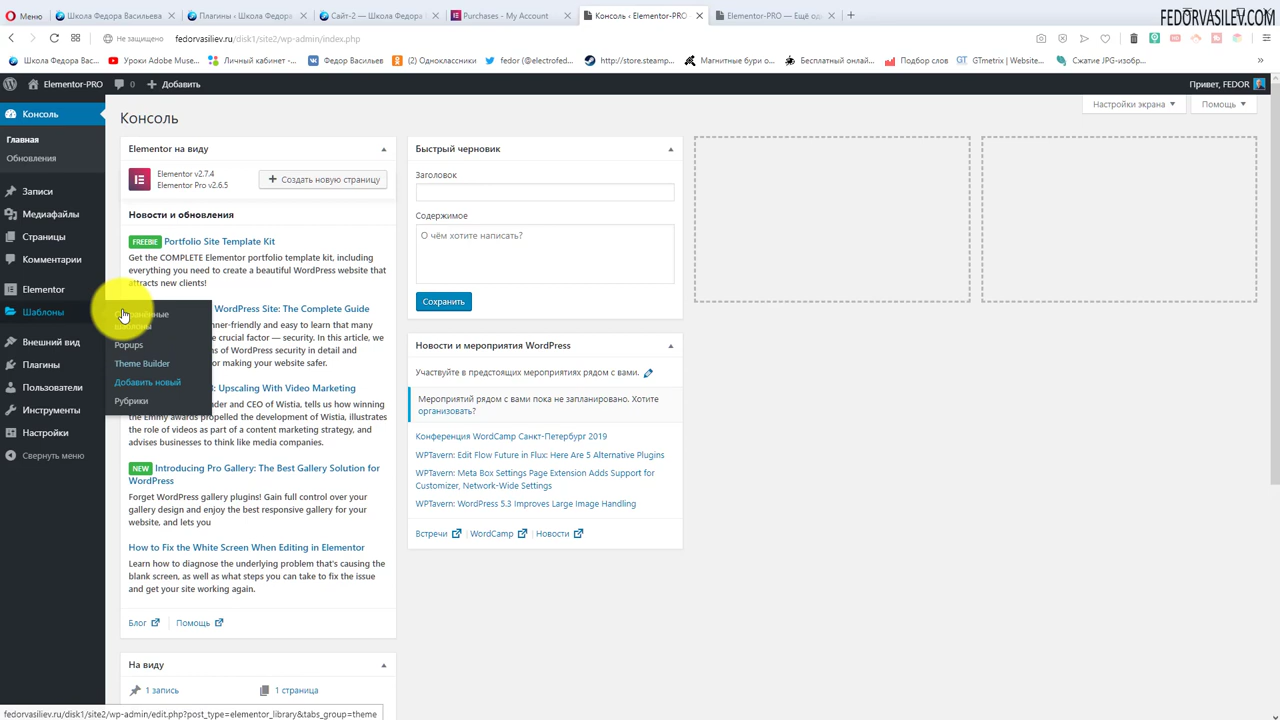 Меню
Школа Федора Васильева
Плагины ‹ Школа Федора
Сайт-2 — Школа Федора
Purchases - My Account
Консоль ‹ Elementor-PRO
Elementor-PRO — Ещё од
FEDORVASILEV.COM
Не защищено
fedorvasiliev.ru/disk1/site2/wp-admin/index.php
Школа Федора Васи...
Уроки Adobe Muse...
Личный кабинет -...
Федор Васильев
(2) Одноклассники
fedor (@electrofed...
http://store.steamp...
Магнитные бури о...
Бесплатный онлай...
Подбор слов
GTmetrix | Website...
Сжатие JPG-изобр...
Elementor-PRO
0
Добавить
Привет, FEDOR
Консоль
Главная
Обновления
Записи
Медиафайлы
Страницы
Комментарии
Elementor
Шаблоны
Внешний вид
Плагины
Пользователи
Инструменты
Настройки
Свернуть меню
Popups
Theme Builder
Добавить новый
Рубрики
Настройки экрана
Помощь
Консоль
Elementor на виду
Elementor v2.7.4
Elementor Pro v2.6.5
Создать новую страницу
Новости и обновления
FREEBIE Portfolio Site Template Kit
Get the COMPLETE Elementor portfolio template kit, including
everything you need to create a beautiful WordPress website that
attracts new clients!
WordPress Site: The Complete Guide
nner-friendly and easy to learn that many
e crucial factor — security. In this article, we
ns of WordPress security in detail and
or making your website safer.
: Upscaling With Video Marketing
der and CEO of Wistia, tells us how winning
the Emmy awards propelled the development of Wistia, illustrates
the role of videos as part of a content marketing strategy, and
advises businesses to think like media companies.
NEW Introducing Pro Gallery: The Best Gallery Solution for
WordPress
Forget WordPress gallery plugins! Gain full control over your
gallery design and enjoy the best responsive gallery for your
website, and lets you
How to Fix the White Screen When Editing in Elementor
Learn how to diagnose the underlying problem that's causing the
blank screen, as well as what steps you can take to fix the issue
and get your site working again.
Блог
Помощь
На виду
1 запись
1 страница
Быстрый черновик
Заголовок
Содержимое
О чём хотите написать?
Сохранить
Новости и мероприятия WordPress
Участвуйте в предстоящих мероприятиях рядом с вами.
Мероприятий рядом с вами пока не запланировано. Хотите
организовать?
Конференция WordCamp Санкт-Петербург 2019
WPTavern: Edit Flow Future in Flux: Here Are 5 Alternative Plugins
WPTavern: Meta Box Settings Page Extension Adds Support for
Customizer, Network-Wide Settings
WPTavern: WordPress 5.3 Improves Large Image Handling
Встречи
WordCamp
Новости
fedorvasiliev.ru/disk1/site2/wp-admin/edit.php?post_type=elementor_library&tabs_group=theme